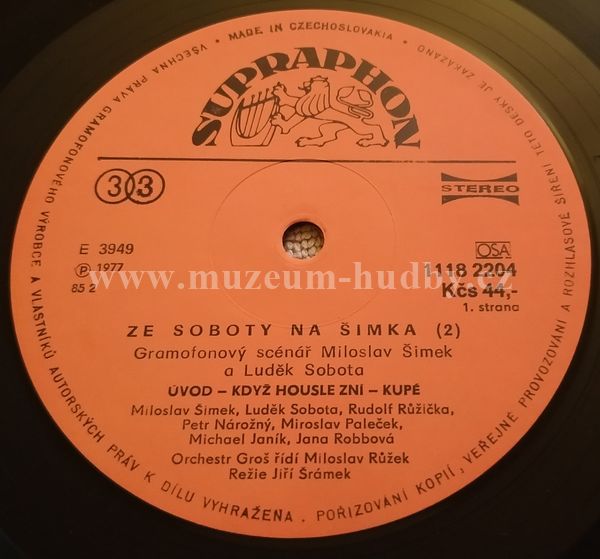 VŠECHNA PRÁVA GRAMOFONOVÉHO VÝROBCE A VLASTNÍKŮ AUTORSKÝCH PRÁV K DÍLU VYHRAŽENA. POŘIZOVÁNÍ KOPIÍ, VEŘEJNÉ PROVOZOVÁNÍ A ROZHLASOVÉ ŠÍŘENÍ TÉTO DESKY JE ZAKÁZÁNO
• MADE IN CZECHOSLOVAKIA •
SUPRAPHON
33
STEREO
E 3949
Ⓟ 1977
85 2
OSA
1118 2204
Kčs 44,-
1. strana
www.muzeum-hudby.cz
ZE SOBOTY NA ŠIMKA (2)
Gramofonový scénář Miloslav Šimek
a Luděk Sobota
ÚVOD – KDYŽ HOUSLE ZNÍ – KUPÉ
Miloslav Šimek, Luděk Sobota, Rudolf Růžička,
Petr Nárožný, Miroslav Paleček,
Michael Janík, Jana Robbová
Orchestr Groš řídí Miloslav Růžek
Režie Jiří Šrámek